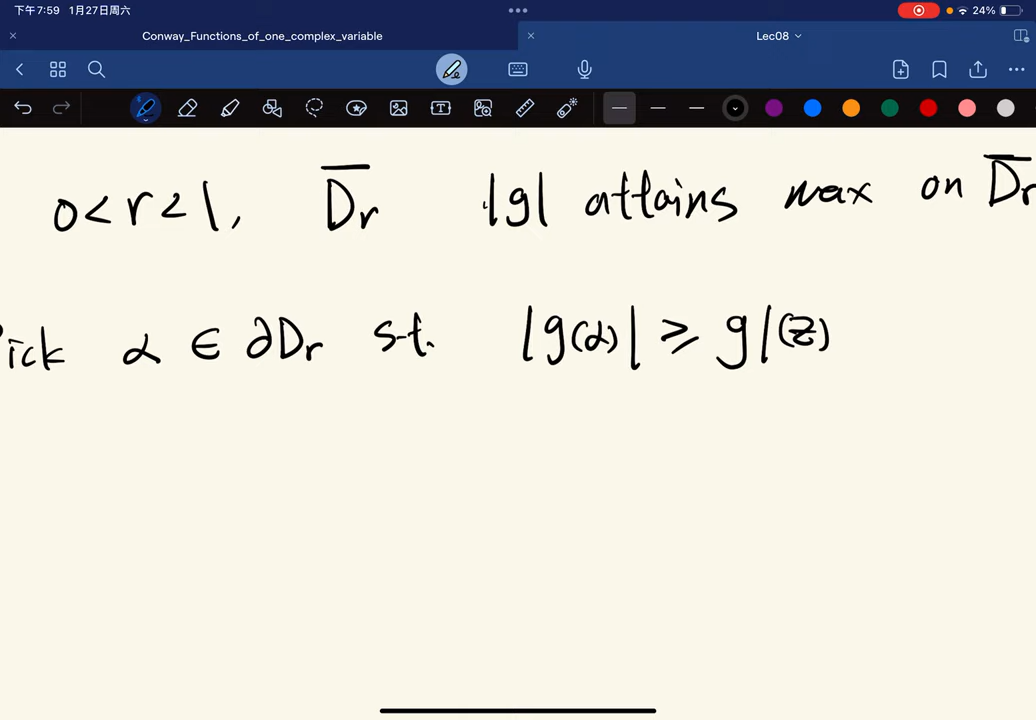 下午7:59 1月27日周六
24%
Conway_Functions_of_one_complex_variable
Lec08
0<r<1, D̅r |g| attains max on D̅r
ick α ∈ ∂Dr s.t. |g(α)| ≥ g|(z)